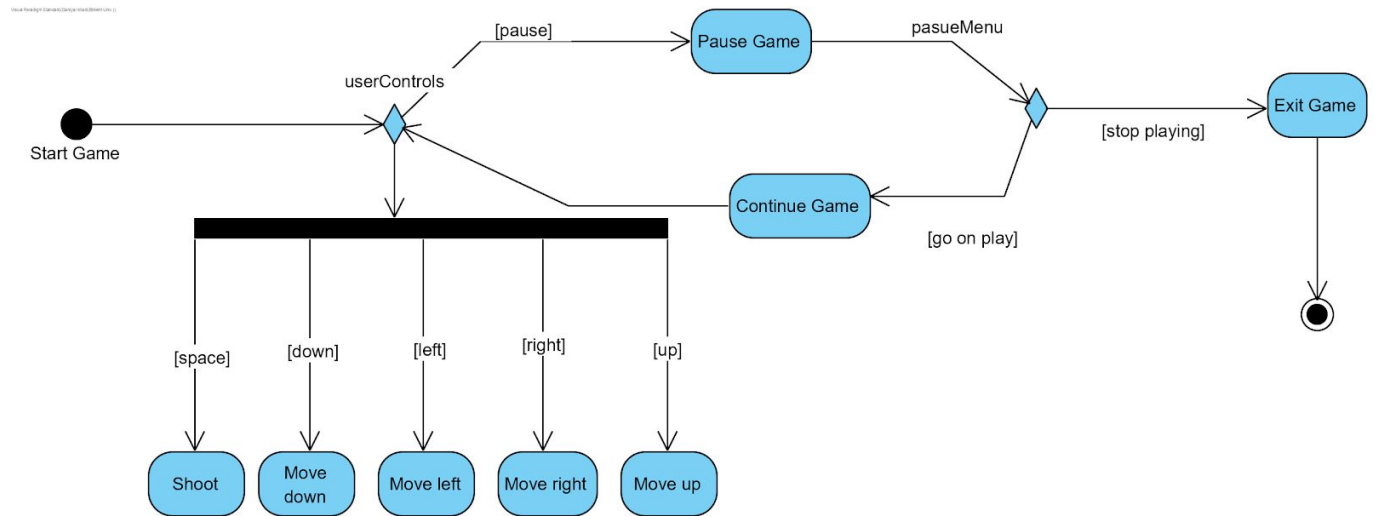 [pause]
Pause Game
pasueMenu
userControls
Exit Game
Start Game
[stop playing]
Continue Game
[go on play]
[space]
[down]
[left]
[right]
[up]
Shoot
Move
down
Move left
Move right
Move up